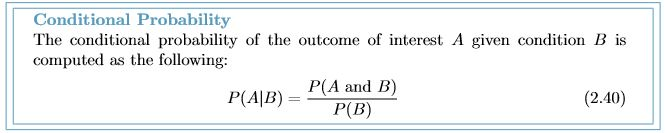 Conditional Probability
The conditional probability of the outcome of interest A given condition B is
computed as the following:
P(A|B) = P(A and B) / P(B) (2.40)